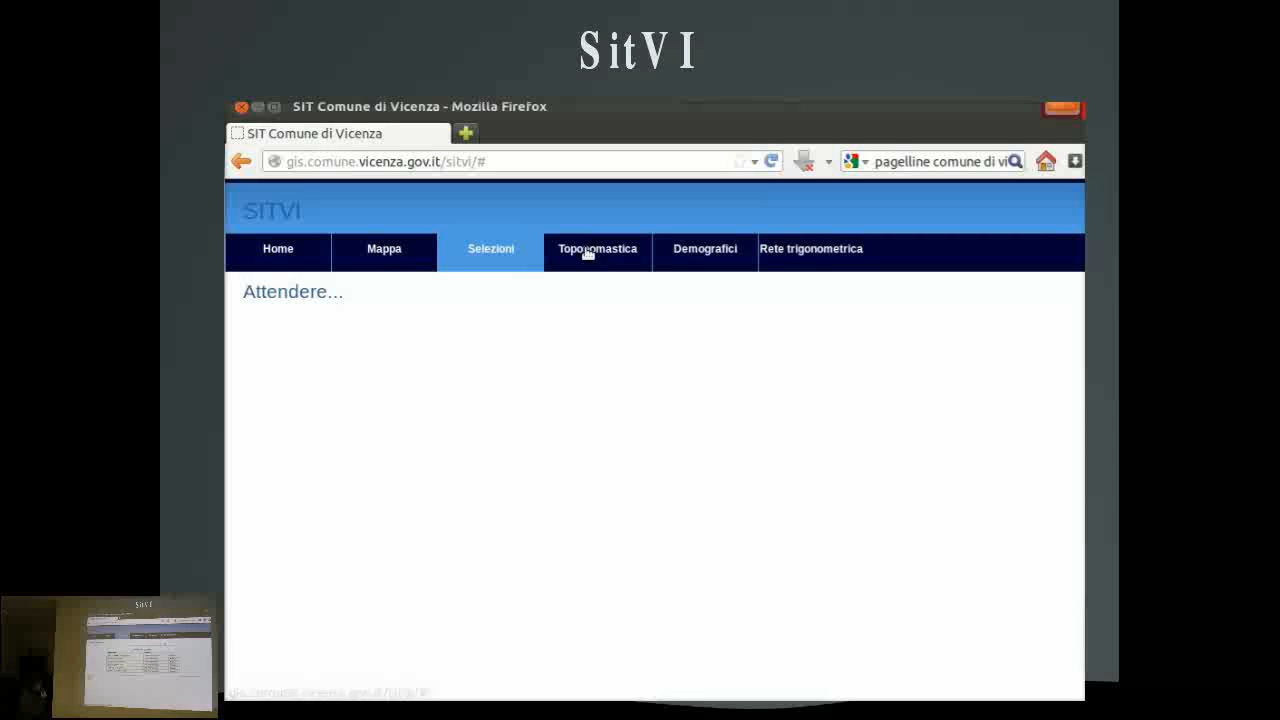 SitVI
SIT Comune di Vicenza - Mozilla Firefox
SIT Comune di Vicenza
gis.comune.vicenza.gov.it/sitvi/#
pagelline comune di vi
SITVI
Home Mappa Selezioni Toponomastica Demografici Rete trigonometrica
Attendere...
SitVI